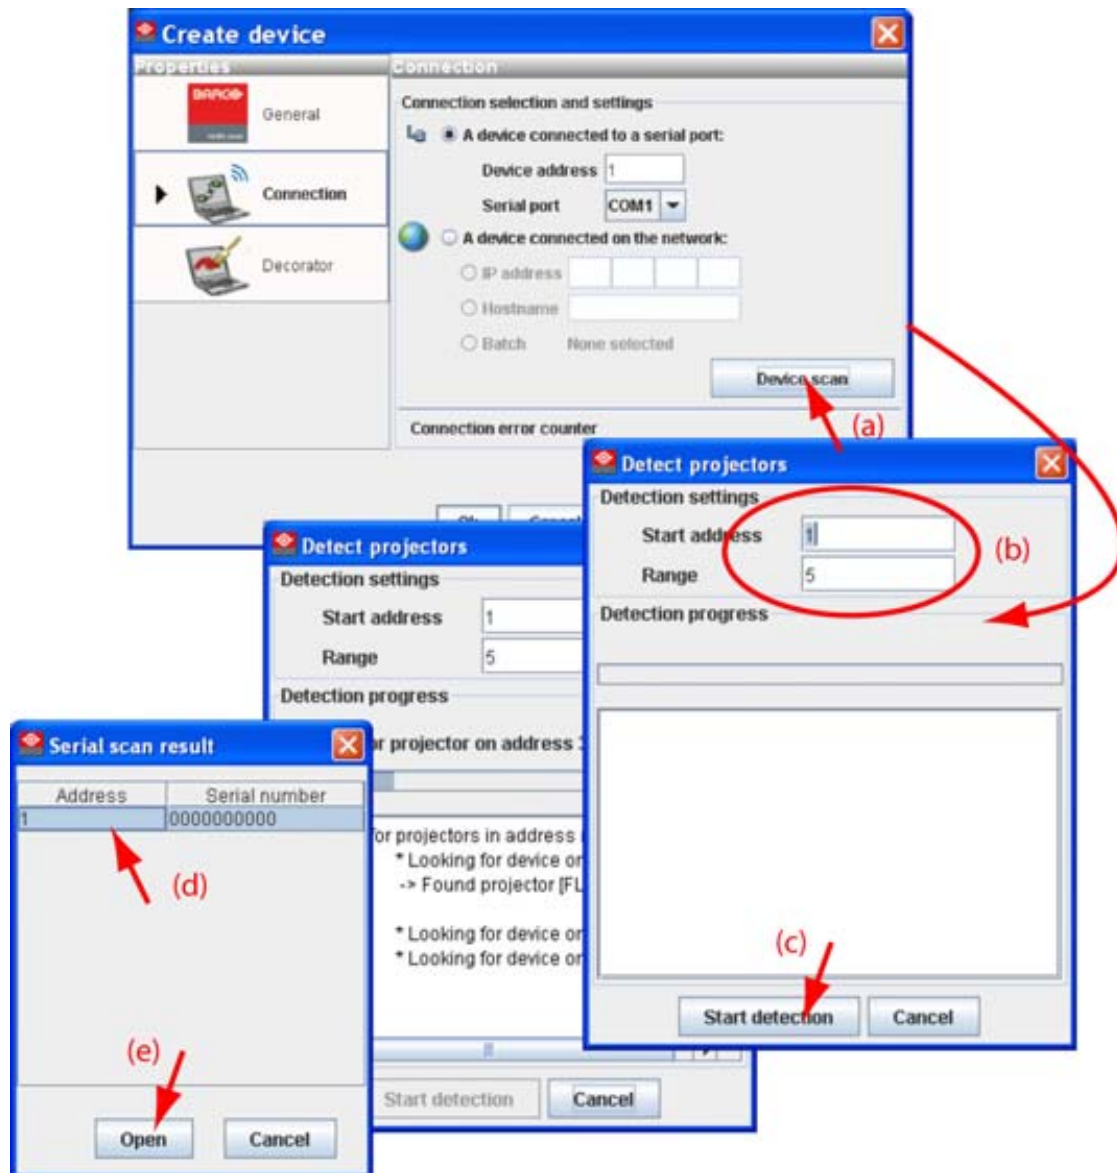 Create device
Properties
Connection
BARCO
General
Connection
Decorator
Connection selection and settings
A device connected to a serial port:
Device address 1
Serial port COM1
A device connected on the network:
IP address
Hostname
Batch None selected
Device scan
(a)
Connection error counter
Detect projectors
Detection settings
Start address 1
Range 5
(b)
Detection progress
(c)
Start detection Cancel
Detect projectors
Detection settings
Start address 1
Range 5
Detection progress
projector on address
for projectors in address
* Looking for device
-> Found projector [FL
* Looking for device
* Looking for device
Start detection Cancel
Serial scan result
Address Serial number
1 0000000000
(d)
(e)
Open Cancel